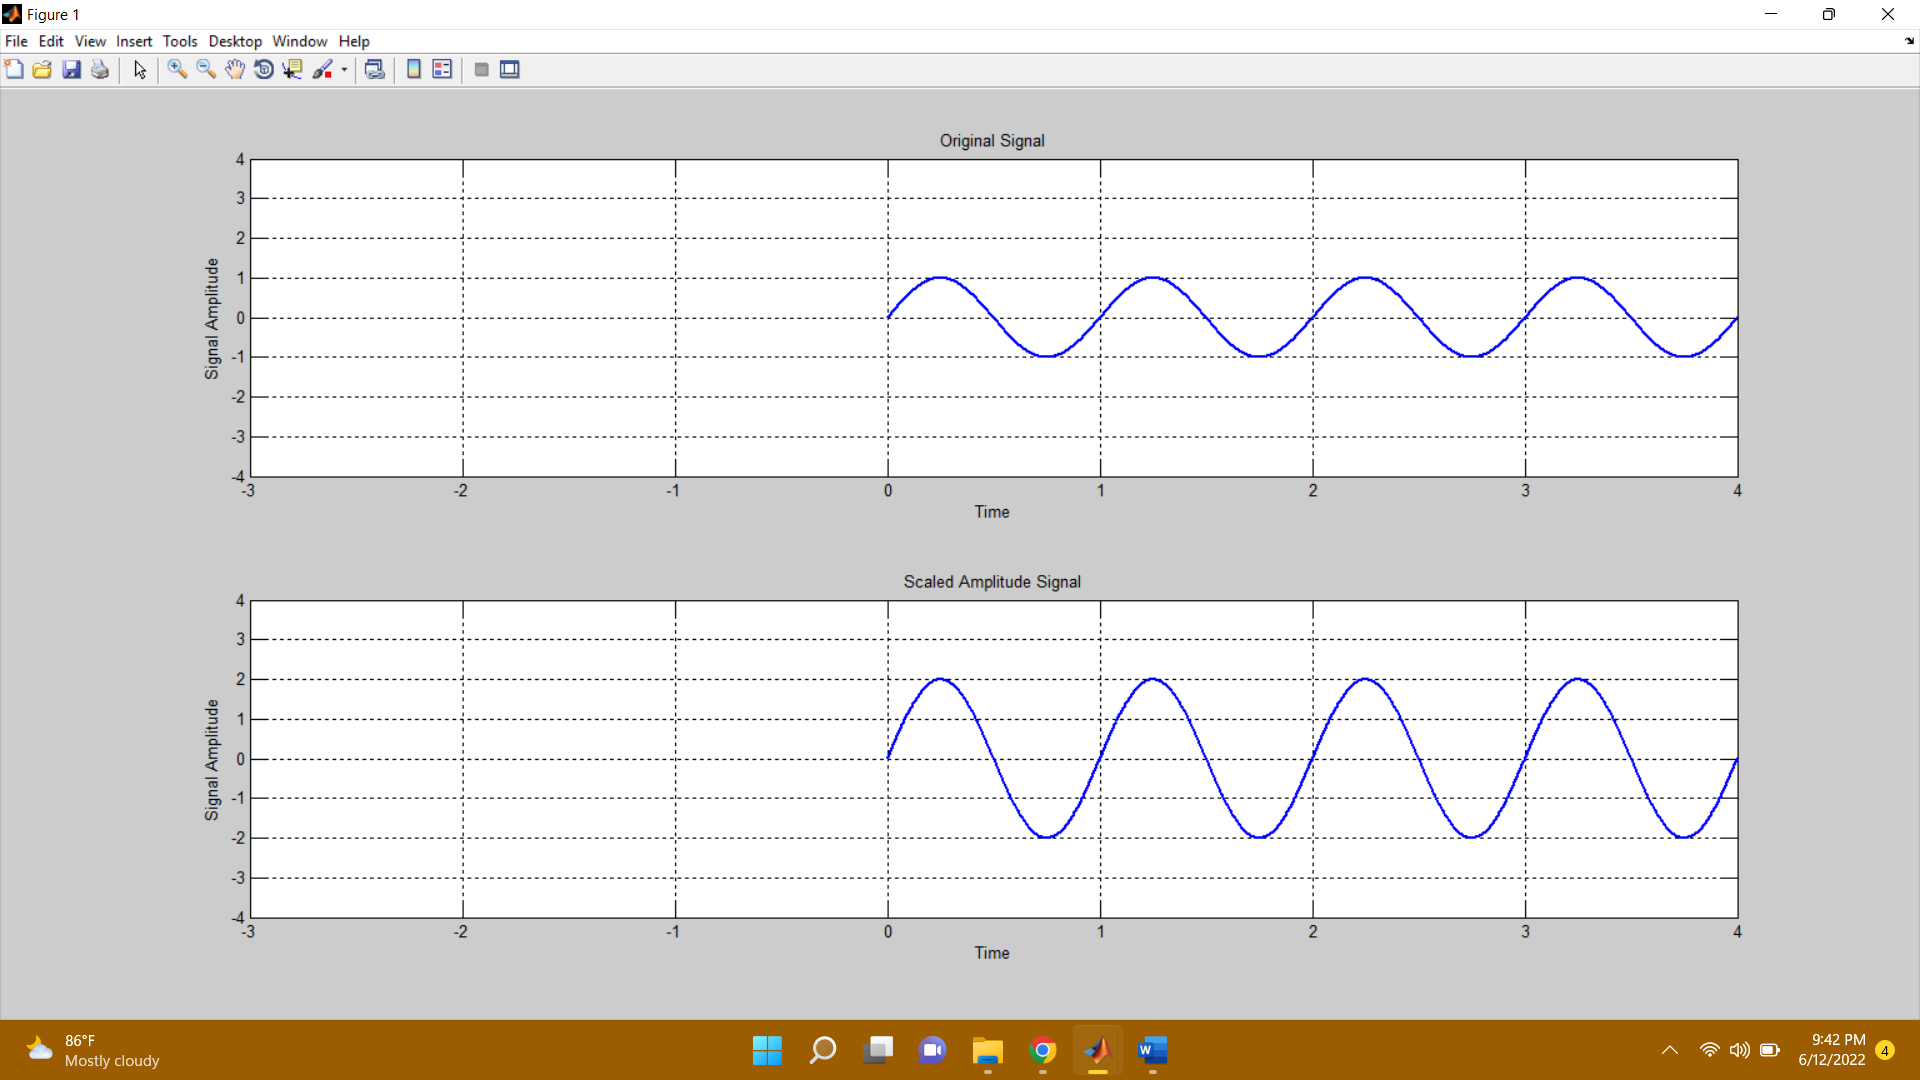 Figure 1
File Edit View Insert Tools Desktop Window Help
Original Signal
4
3
2
1
0
-1
-2
-3
-4
Signal Amplitude
-3 -2 -1 0 1 2 3 4
Time
Scaled Amplitude Signal
4
3
2
1
0
-1
-2
-3
-4
Signal Amplitude
-3 -2 -1 0 1 2 3 4
Time
86°F
Mostly cloudy
W
9:42 PM
6/12/2022
4